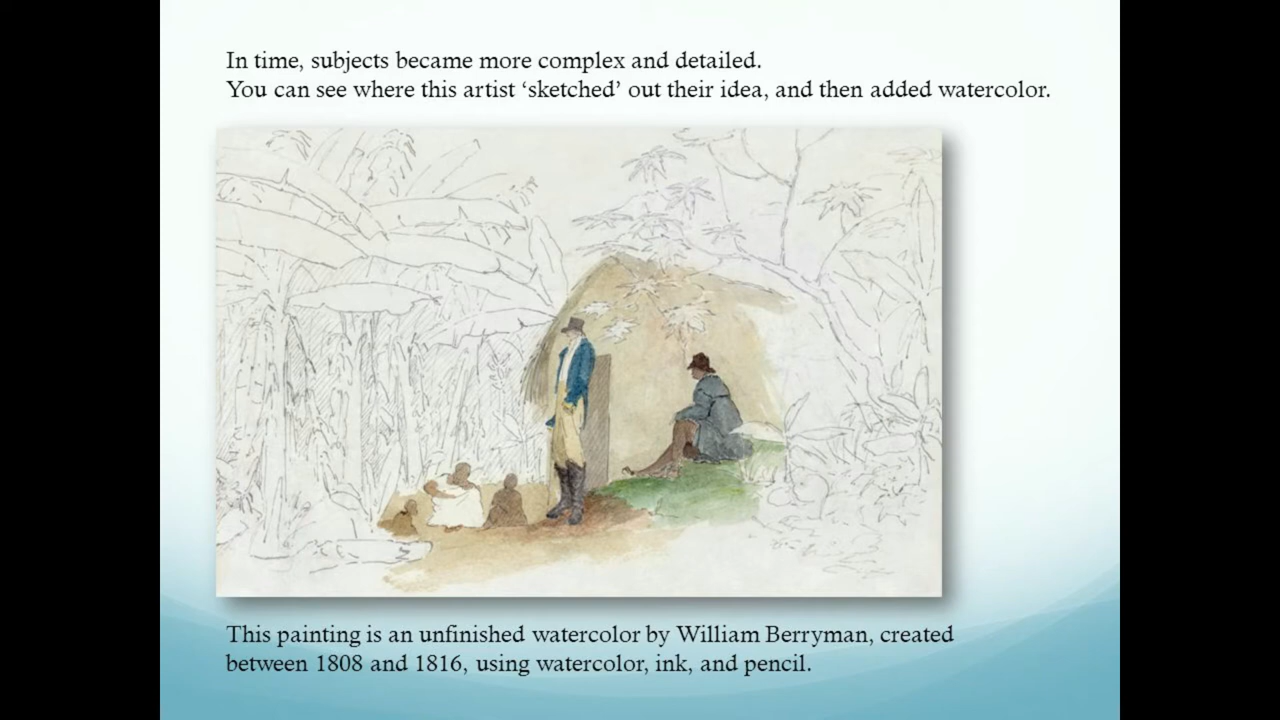 In time, subjects became more complex and detailed.
You can see where this artist ‘sketched’ out their idea, and then added watercolor.
This painting is an unfinished watercolor by William Berryman, created
between 1808 and 1816, using watercolor, ink, and pencil.